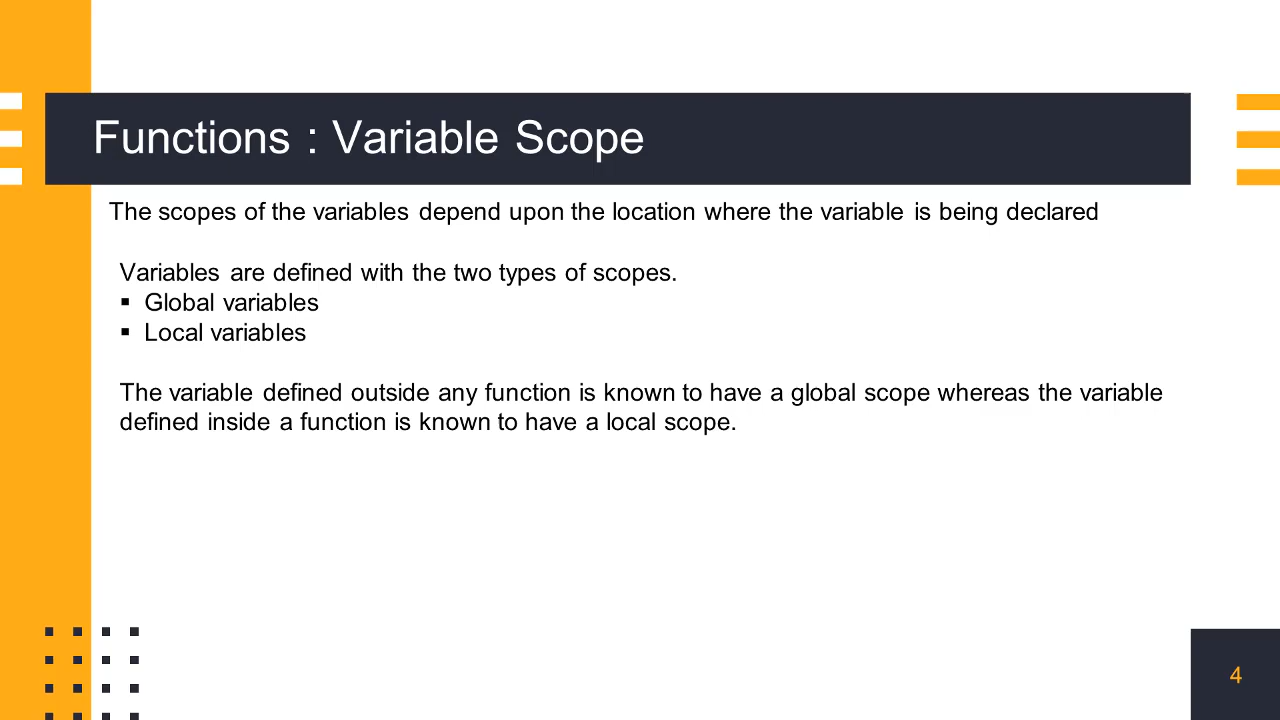 Functions : Variable Scope
The scopes of the variables depend upon the location where the variable is being declared
Variables are defined with the two types of scopes.
▪ Global variables
▪ Local variables
The variable defined outside any function is known to have a global scope whereas the variable
defined inside a function is known to have a local scope.
4